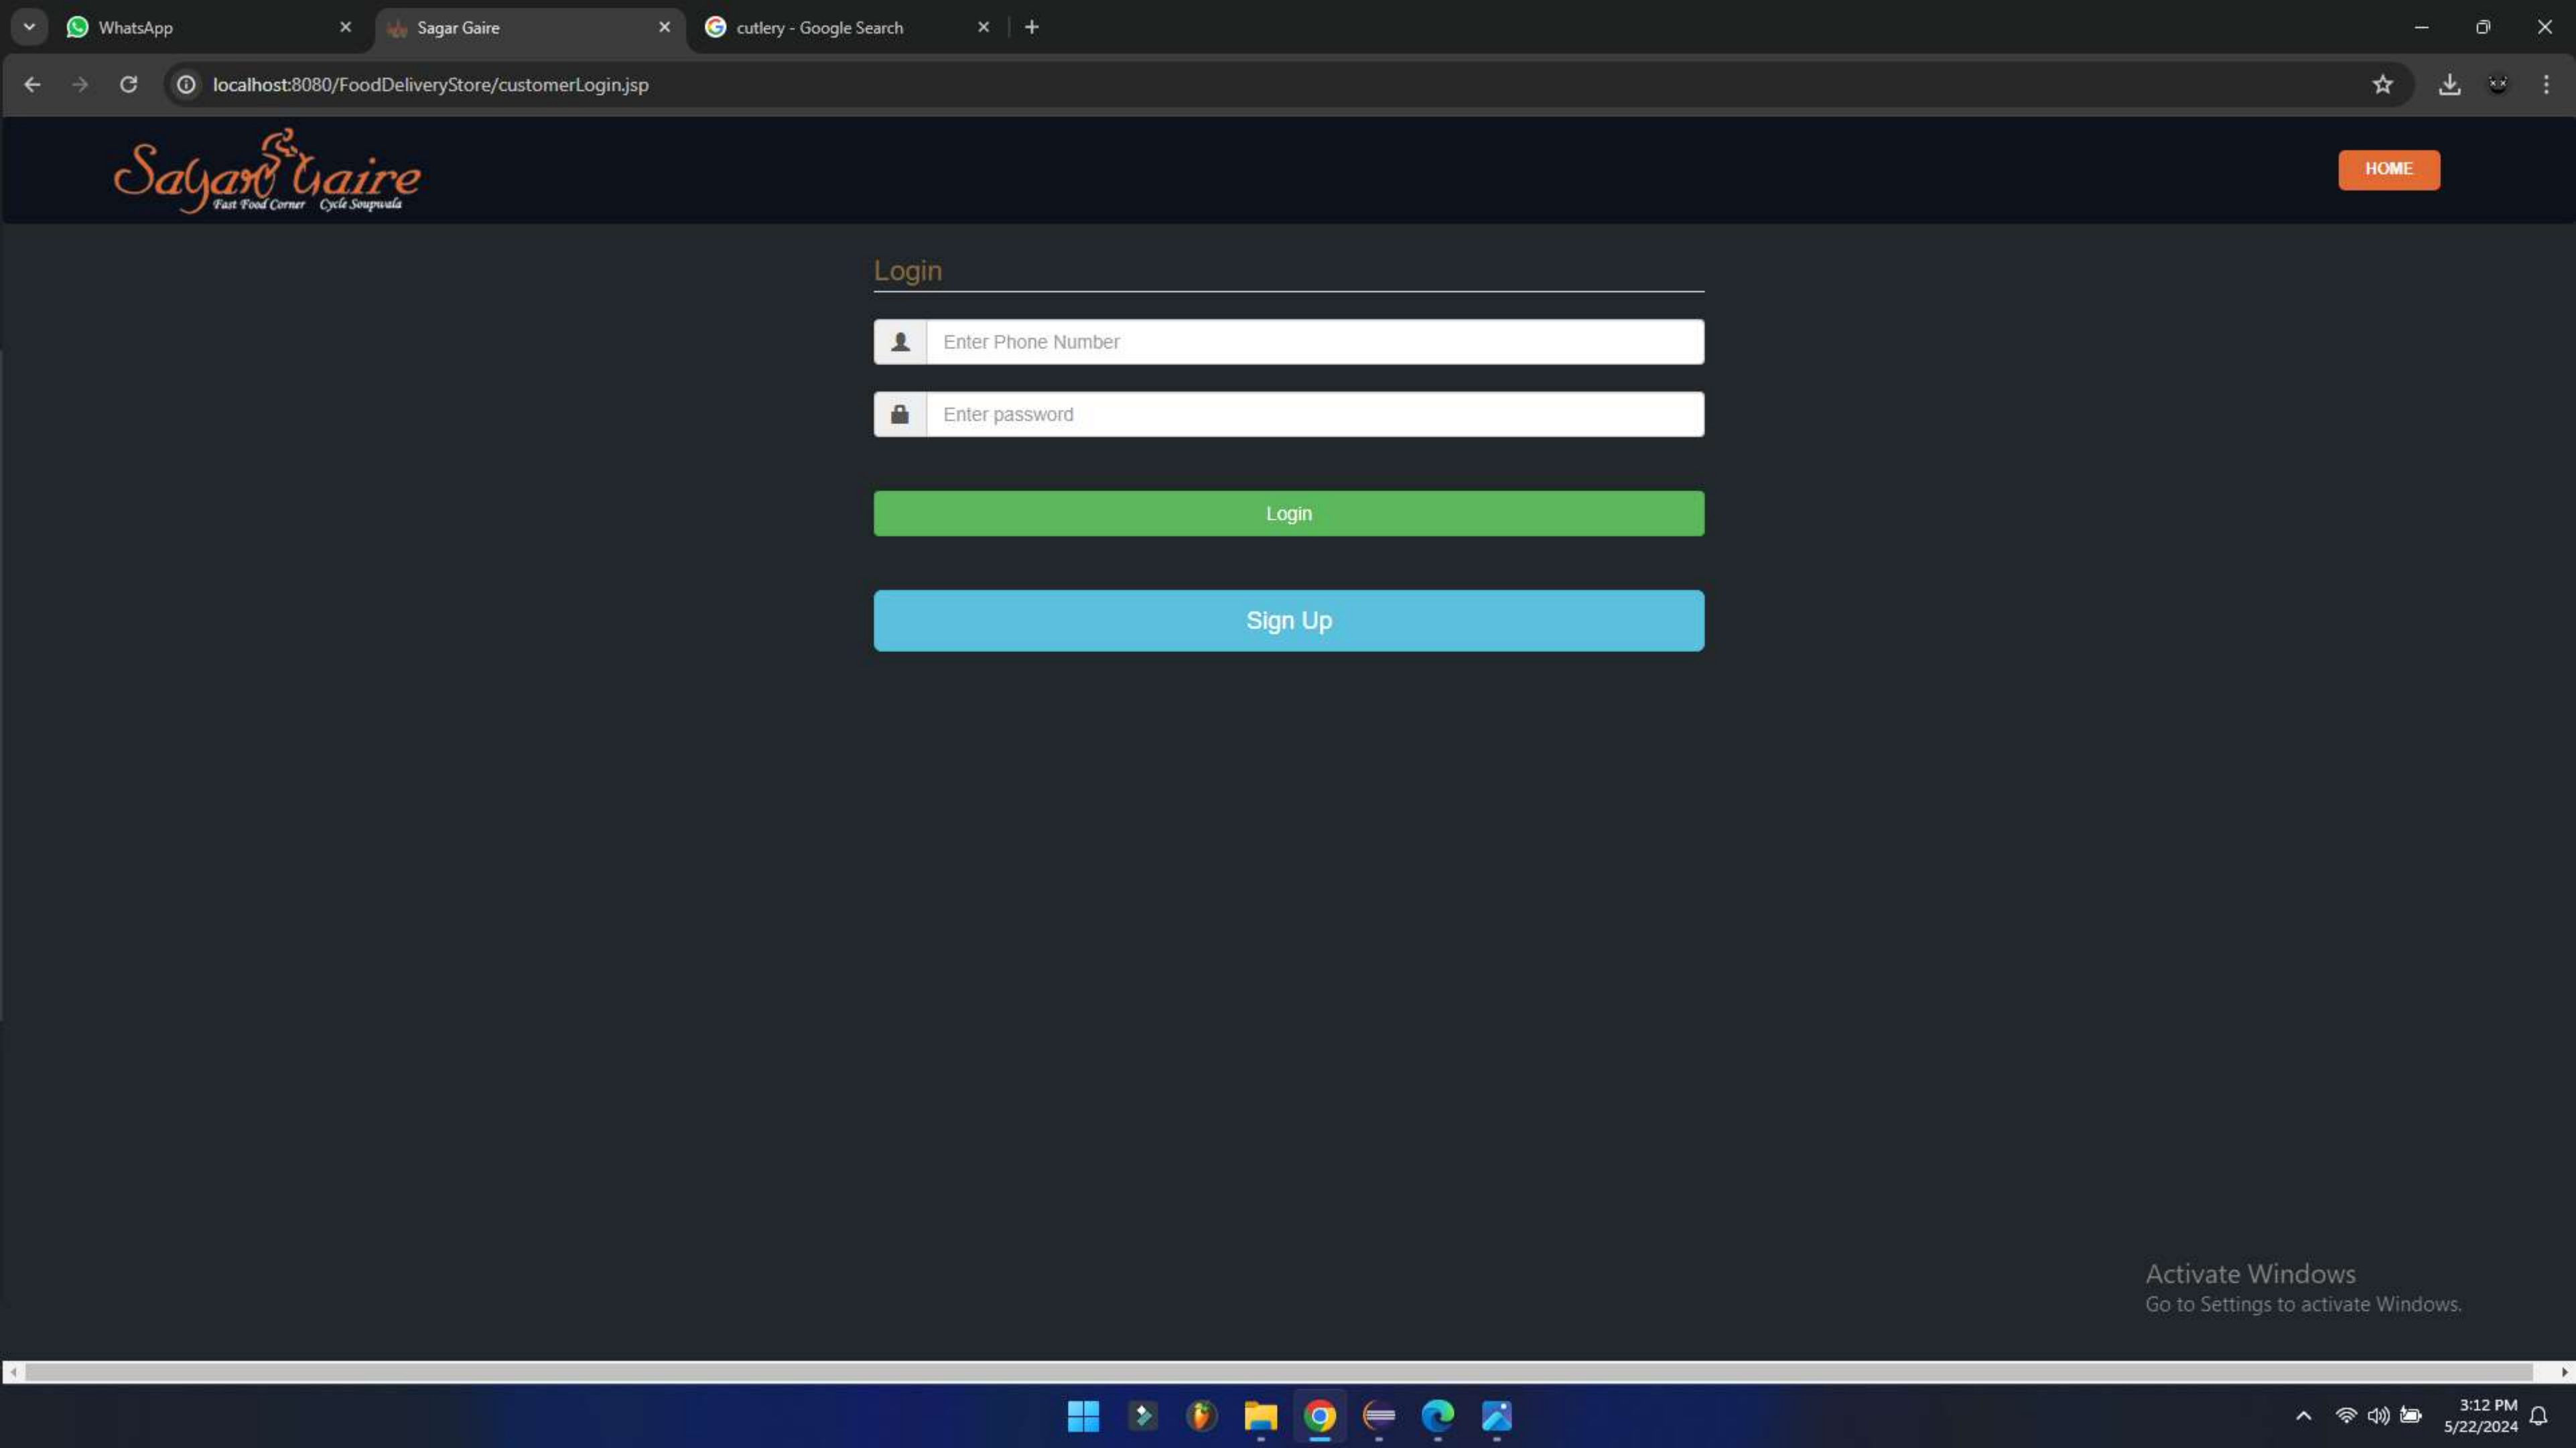 WhatsApp
Sagar Gaire
cutlery - Google Search
localhost:8080/FoodDeliveryStore/customerLogin.jsp
Sagar Gaire
Fast Food Corner Cycle Soupwala
HOME
Login
Enter Phone Number
Enter password
Login
Sign Up
Activate Windows
Go to Settings to activate Windows.
3:12 PM
5/22/2024